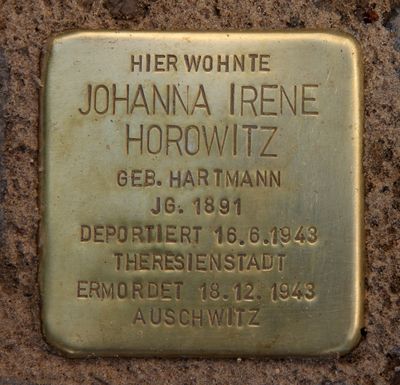 HIER WOHNTE
JOHANNA IRENE
HOROWITZ
GEB. HARTMANN
JG. 1891
DEPORTIERT 16.6.1943
THERESIENSTADT
ERMORDET 18.12.1943
AUSCHWITZ